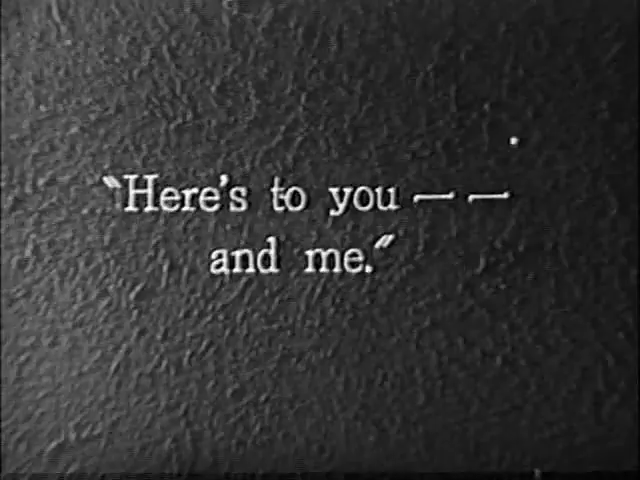 "Here's to you — —
and me."